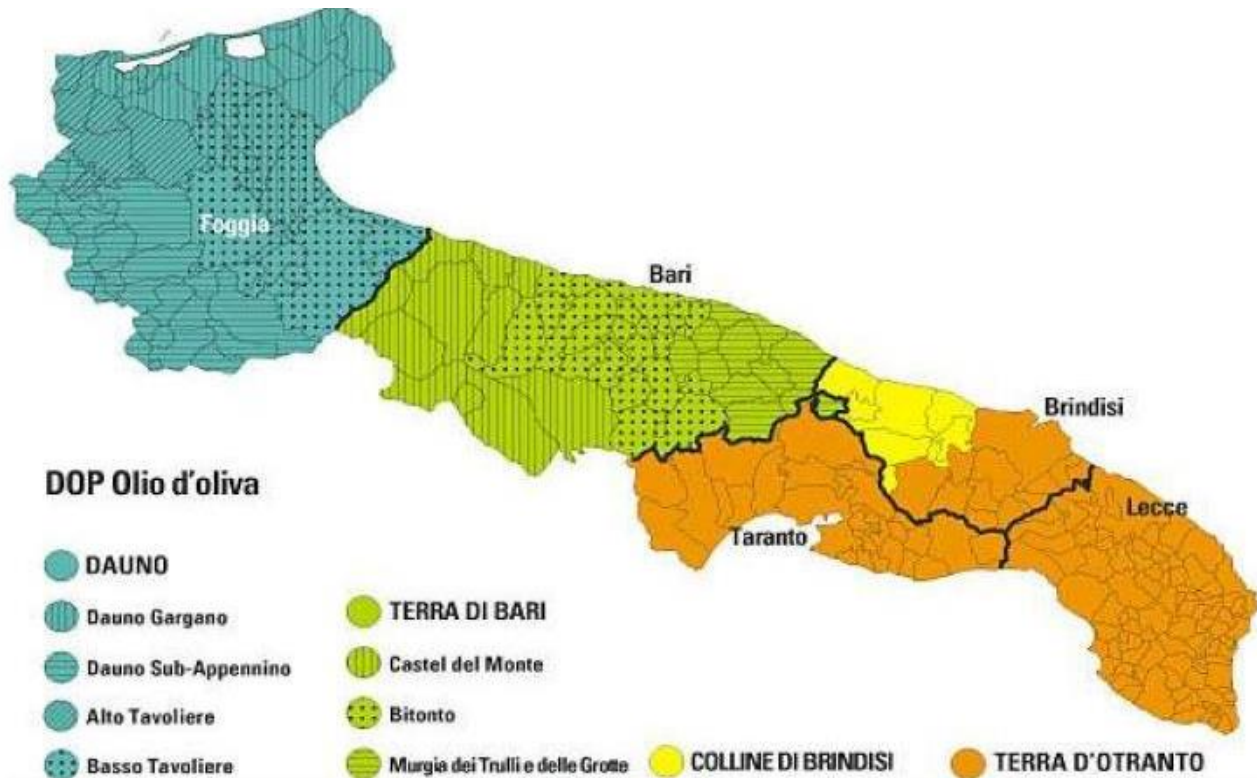 Foggia
Bari
Brindisi
Lecce
Taranto
DOP Olio d'oliva
DAUNO
Dauno Gargano
Dauno Sub-Appennino
Alto Tavoliere
Basso Tavoliere
TERRA DI BARI
Castel del Monte
Bitonto
Murgia dei Trulli e delle Grotte
COLLINE DI BRINDISI
TERRA D'OTRANTO